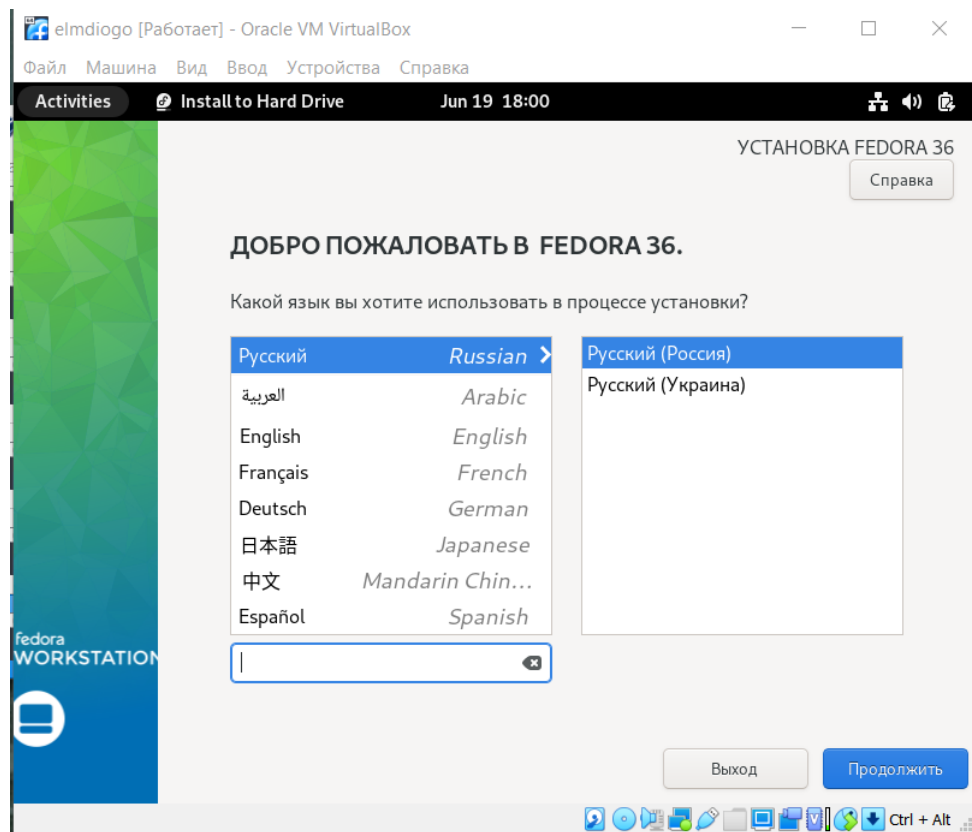 elmdiogo [Работает] - Oracle VM VirtualBox
Файл Машина Вид Ввод Устройства Справка
Activities Install to Hard Drive Jun 19 18:00
УСТАНОВКА FEDORA 36
Справка
ДОБРО ПОЖАЛОВАТЬ В FEDORA 36.
Какой язык вы хотите использовать в процессе установки?
Русский Russian
العربية Arabic
English English
Français French
Deutsch German
日本語 Japanese
中文 Mandarin Chin...
Español Spanish
Русский (Россия)
Русский (Украина)
fedora
WORKSTATION
Выход Продолжить
Ctrl + Alt